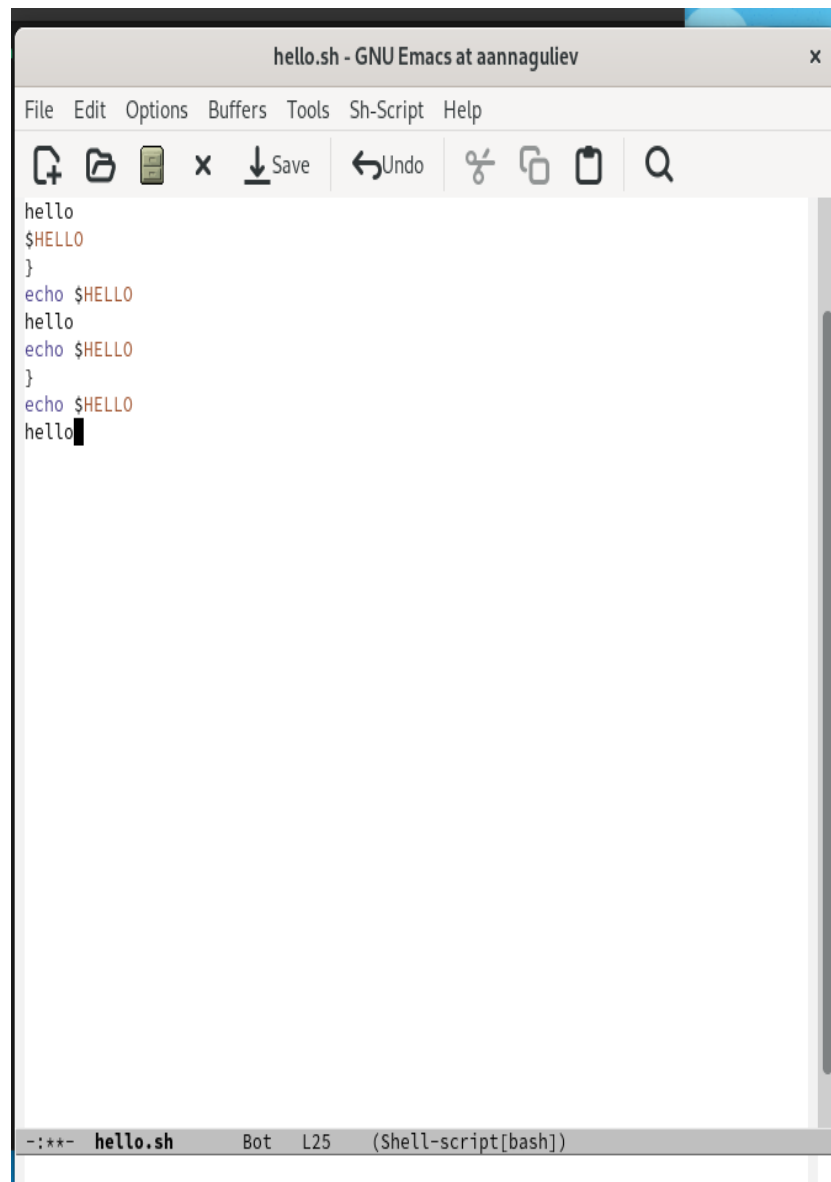 hello.sh - GNU Emacs at aannaguliev
File Edit Options Buffers Tools Sh-Script Help
Save Undo
hello
$HELLO
}
echo $HELLO
hello
echo $HELLO
}
echo $HELLO
hello
-:**- hello.sh Bot L25 (Shell-script[bash])